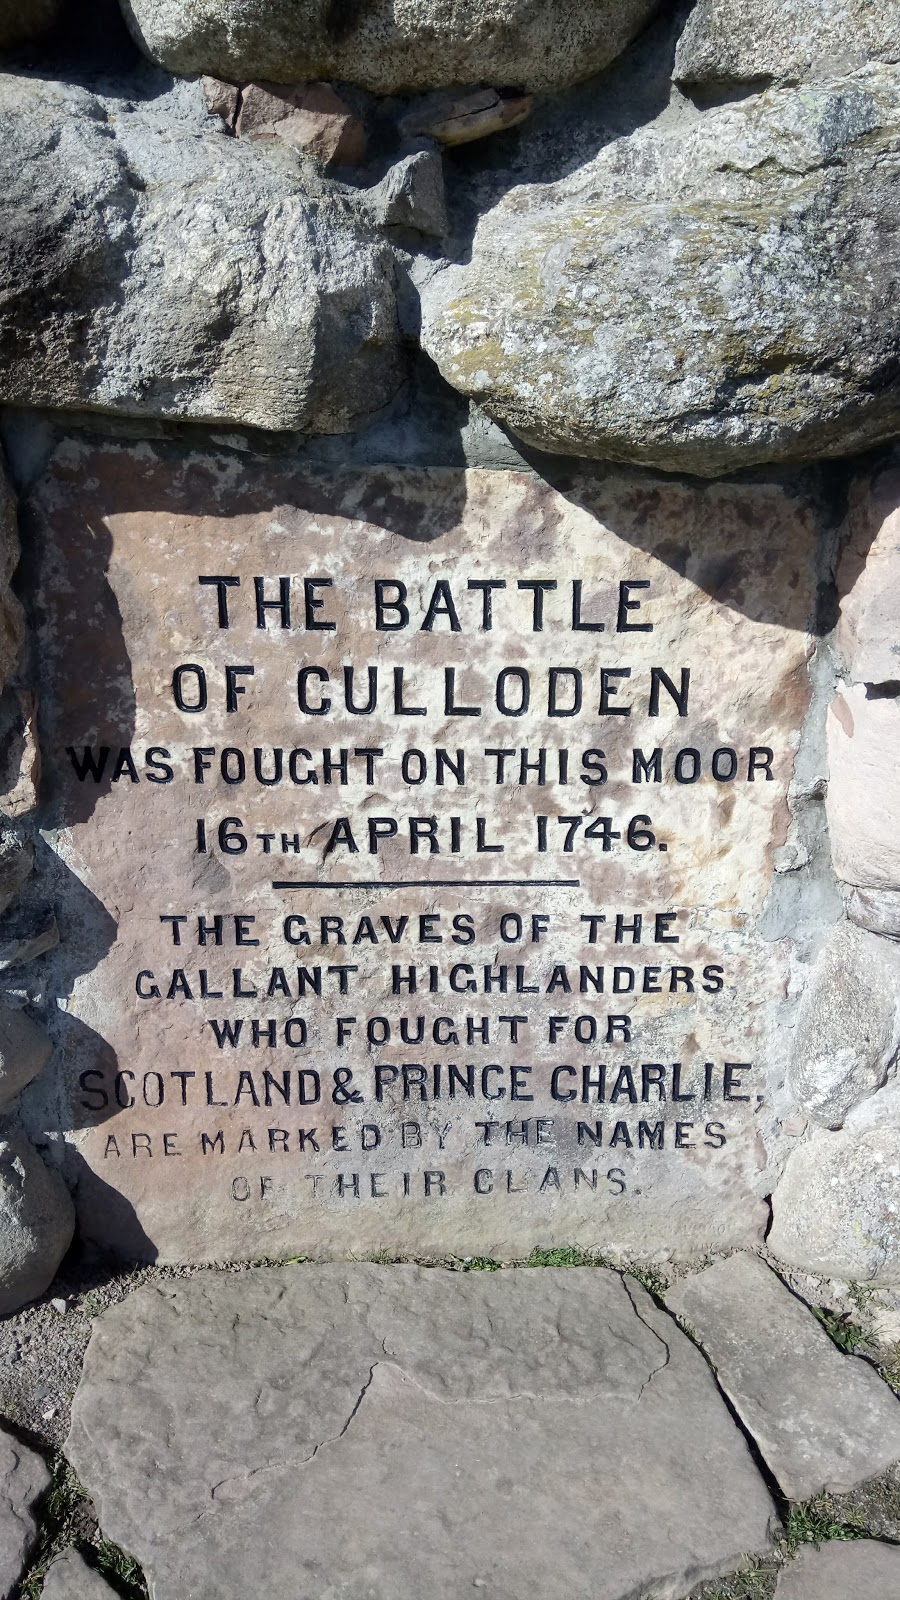 THE BATTLE
OF CULLODEN
WAS FOUGHT ON THIS MOOR
16TH APRIL 1746.
THE GRAVES OF THE
GALLANT HIGHLANDERS
WHO FOUGHT FOR
SCOTLAND & PRINCE CHARLIE.
ARE MARKED BY THE NAMES
OF THEIR CLANS.